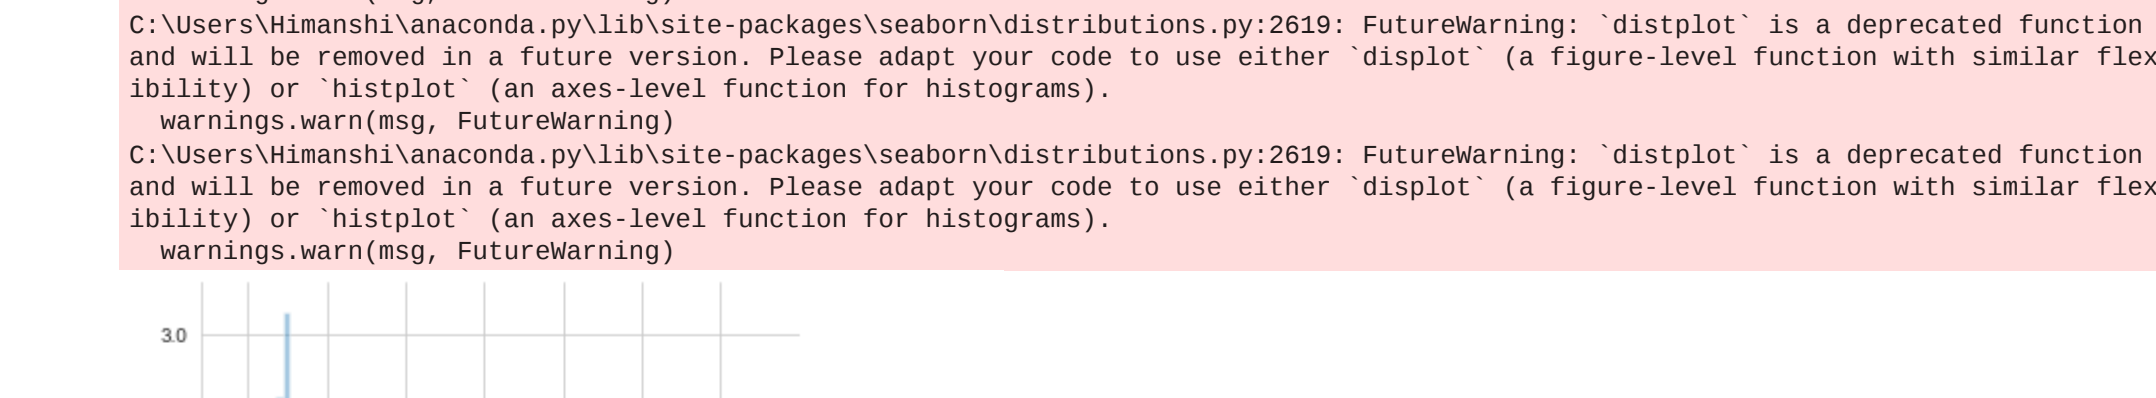 C:\Users\Himanshi\anaconda.py\lib\site-packages\seaborn\distributions.py:2619: FutureWarning: `distplot` is a deprecated function
and will be removed in a future version. Please adapt your code to use either `displot` (a figure-level function with similar flex
ibility) or `histplot` (an axes-level function for histograms).
warnings.warn(msg, FutureWarning)
C:\Users\Himanshi\anaconda.py\lib\site-packages\seaborn\distributions.py:2619: FutureWarning: `distplot` is a deprecated function
and will be removed in a future version. Please adapt your code to use either `displot` (a figure-level function with similar flex
ibility) or `histplot` (an axes-level function for histograms).
warnings.warn(msg, FutureWarning)
3.0